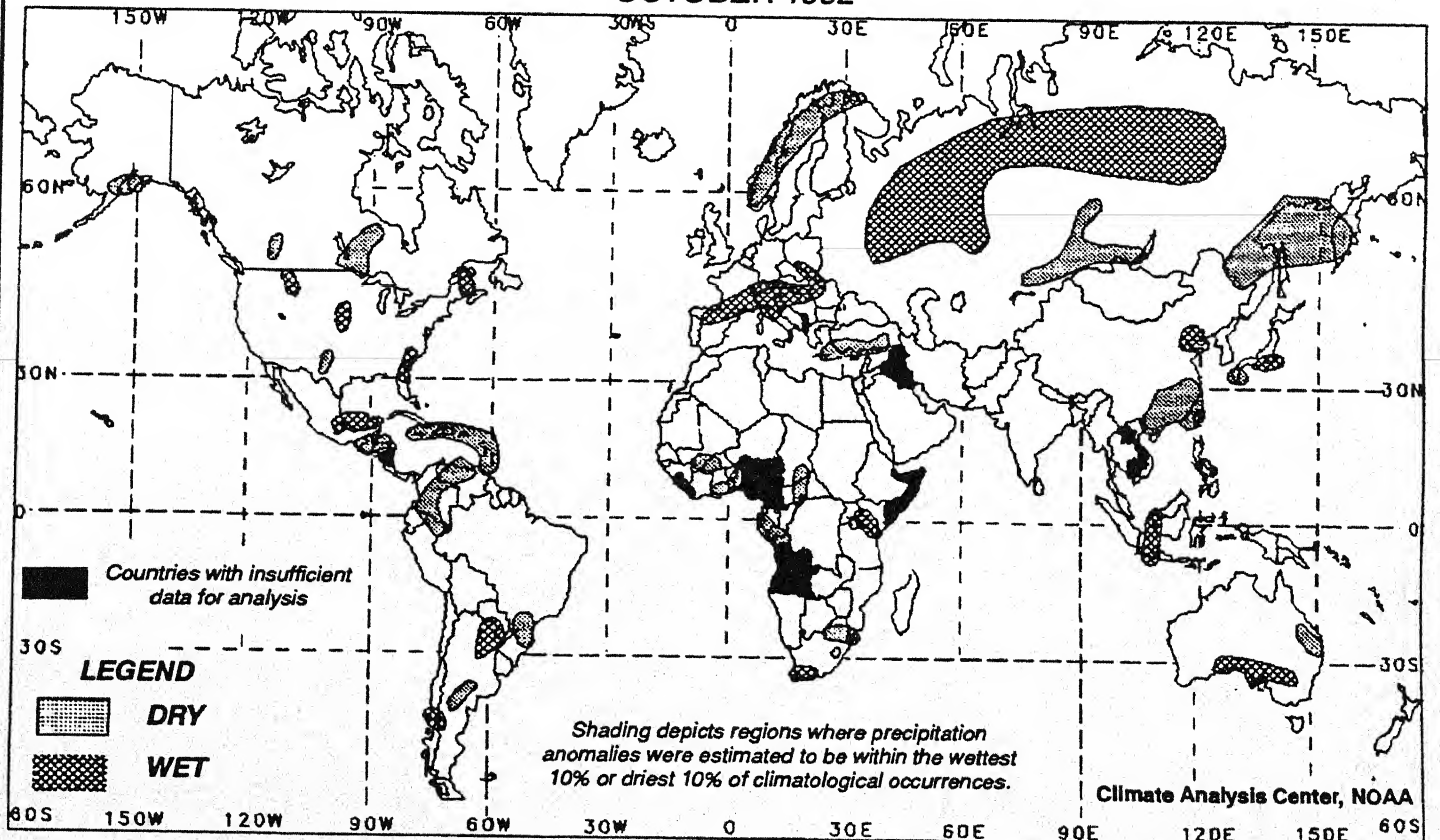 150W 120W 90W 60W 30W 0 30E 60E 90E 120E 150E
60N 60N
30N 30N
0 0
Countries with insufficient
data for analysis
30S 30S
LEGEND
DRY
WET
Shading depicts regions where precipitation
anomalies were estimated to be within the wettest
10% or driest 10% of climatological occurrences.
Climate Analysis Center, NOAA
60S 150W 120W 90W 60W 30W 0 30E 60E 90E 120E 150E 60S